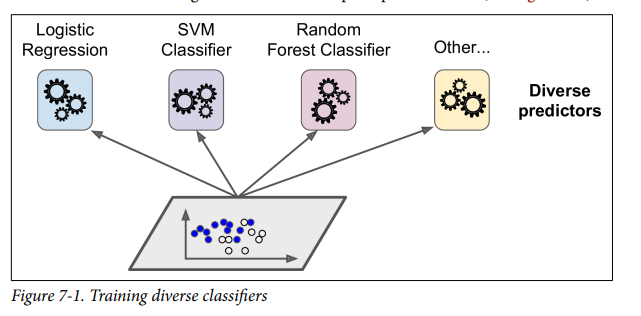 Logistic
Regression
SVM
Classifier
Random
Forest Classifier
Other...
Diverse
predictors
Figure 7-1. Training diverse classifiers